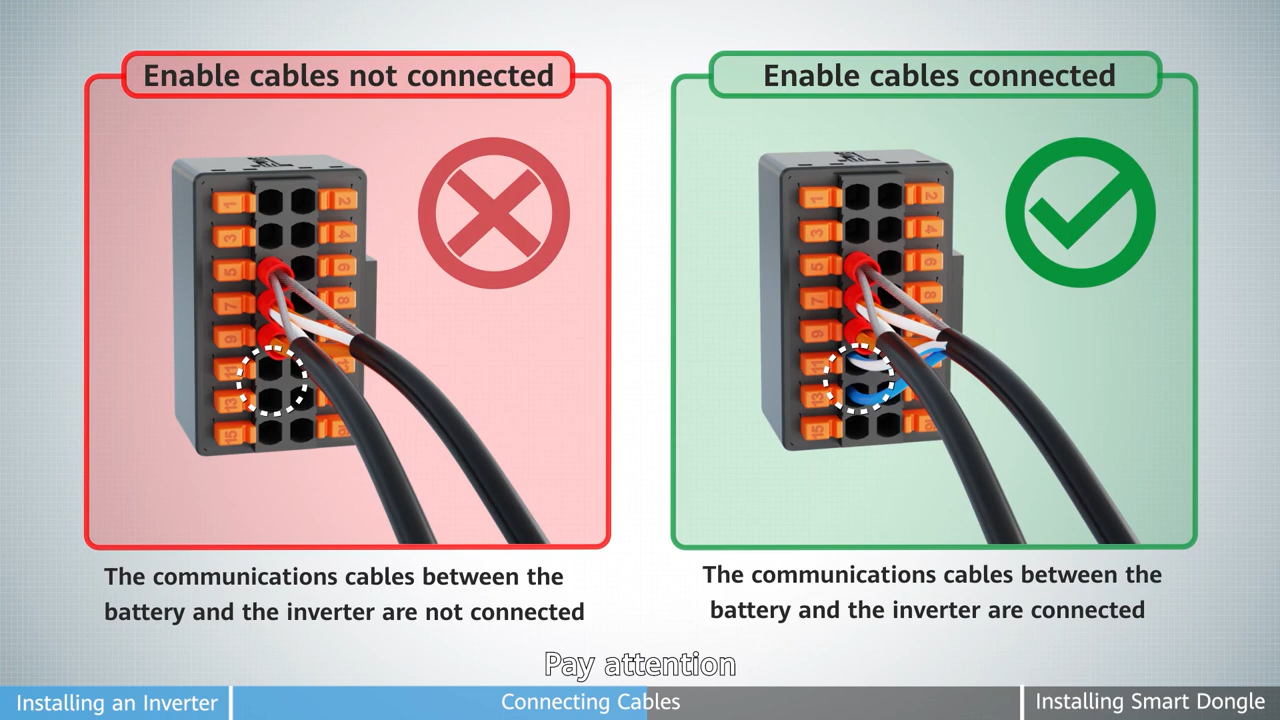 Enable cables not connected
1 2
3 4
5 6
7 8
9
11
13
15
The communications cables between the
battery and the inverter are not connected
Enable cables connected
1 2
3 4
5 6
7 8
9
11
13
15
The communications cables between the
battery and the inverter are connected
Pay attention
Installing an Inverter
Connecting Cables
Installing Smart Dongle